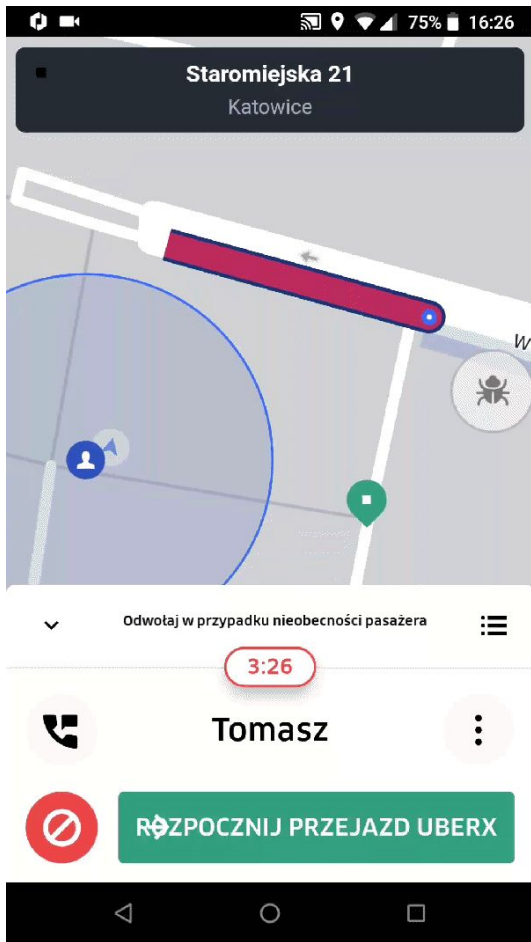 75% 16:26
Staromiejska 21
Katowice
W
Odwołaj w przypadku nieobecności pasażera
3:26
Tomasz
ROZPOCZNIJ PRZEJAZD UBERX